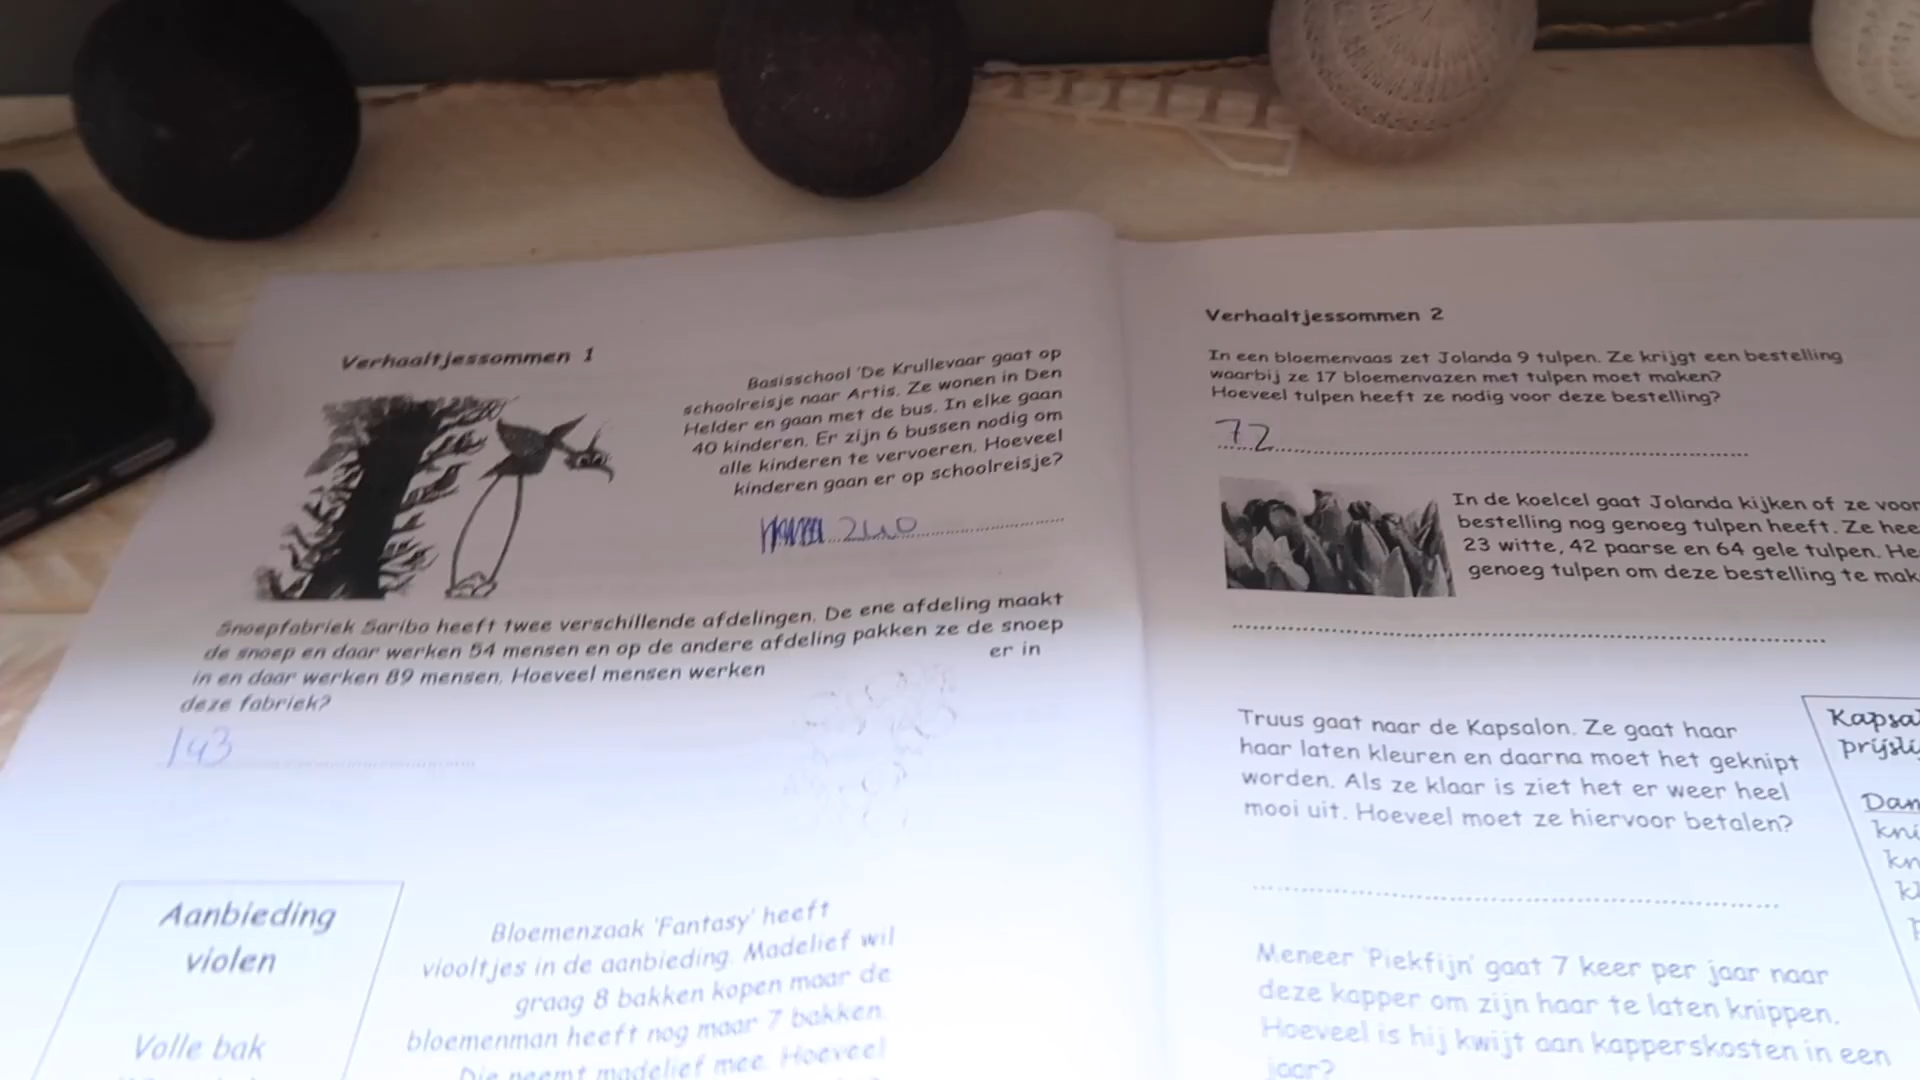 Verhaaltjessommen 1
Basisschool 'De Krullevaar gaat op
schoolreisje naar Artis. Ze wonen in Den
Helder en gaan met de bus. In elke gaan
40 kinderen. Er zijn 6 bussen nodig om
alle kinderen te vervoeren. Hoeveel
kinderen gaan er op schoolreisje?
240
Snoepfabriek Saribo heeft twee verschillende afdelingen. De ene afdeling maakt
de snoep en daar werken 54 mensen en op de andere afdeling pakken ze de snoep
in en daar werken 89 mensen. Hoeveel mensen werken er in
deze fabriek?
143
Aanbieding
violen
Volle bak
Bloemenzaak 'Fantasy' heeft
viooltjes in de aanbieding. Madelief wil
graag 8 bakken kopen maar de
bloemenman heeft nog maar 7 bakken.
Die neemt madelief mee. Hoeveel
Verhaaltjessommen 2
In een bloemenvaas zet Jolanda 9 tulpen. Ze krijgt een bestelling
waarbij ze 17 bloemenvazen met tulpen moet maken?
Hoeveel tulpen heeft ze nodig voor deze bestelling?
72
In de koelcel gaat Jolanda kijken of ze voor
bestelling nog genoeg tulpen heeft. Ze hee
23 witte, 42 paarse en 64 gele tulpen. He
genoeg tulpen om deze bestelling te mak
Truus gaat naar de Kapsalon. Ze gaat haar
haar laten kleuren en daarna moet het geknipt
worden. Als ze klaar is ziet het er weer heel
mooi uit. Hoeveel moet ze hiervoor betalen?
Kapsa
prijsli
Dam
kni
kn
kl
Meneer 'Piekfijn' gaat 7 keer per jaar naar
deze kapper om zijn haar te laten knippen.
Hoeveel is hij kwijt aan kapperskosten in een
jaar?